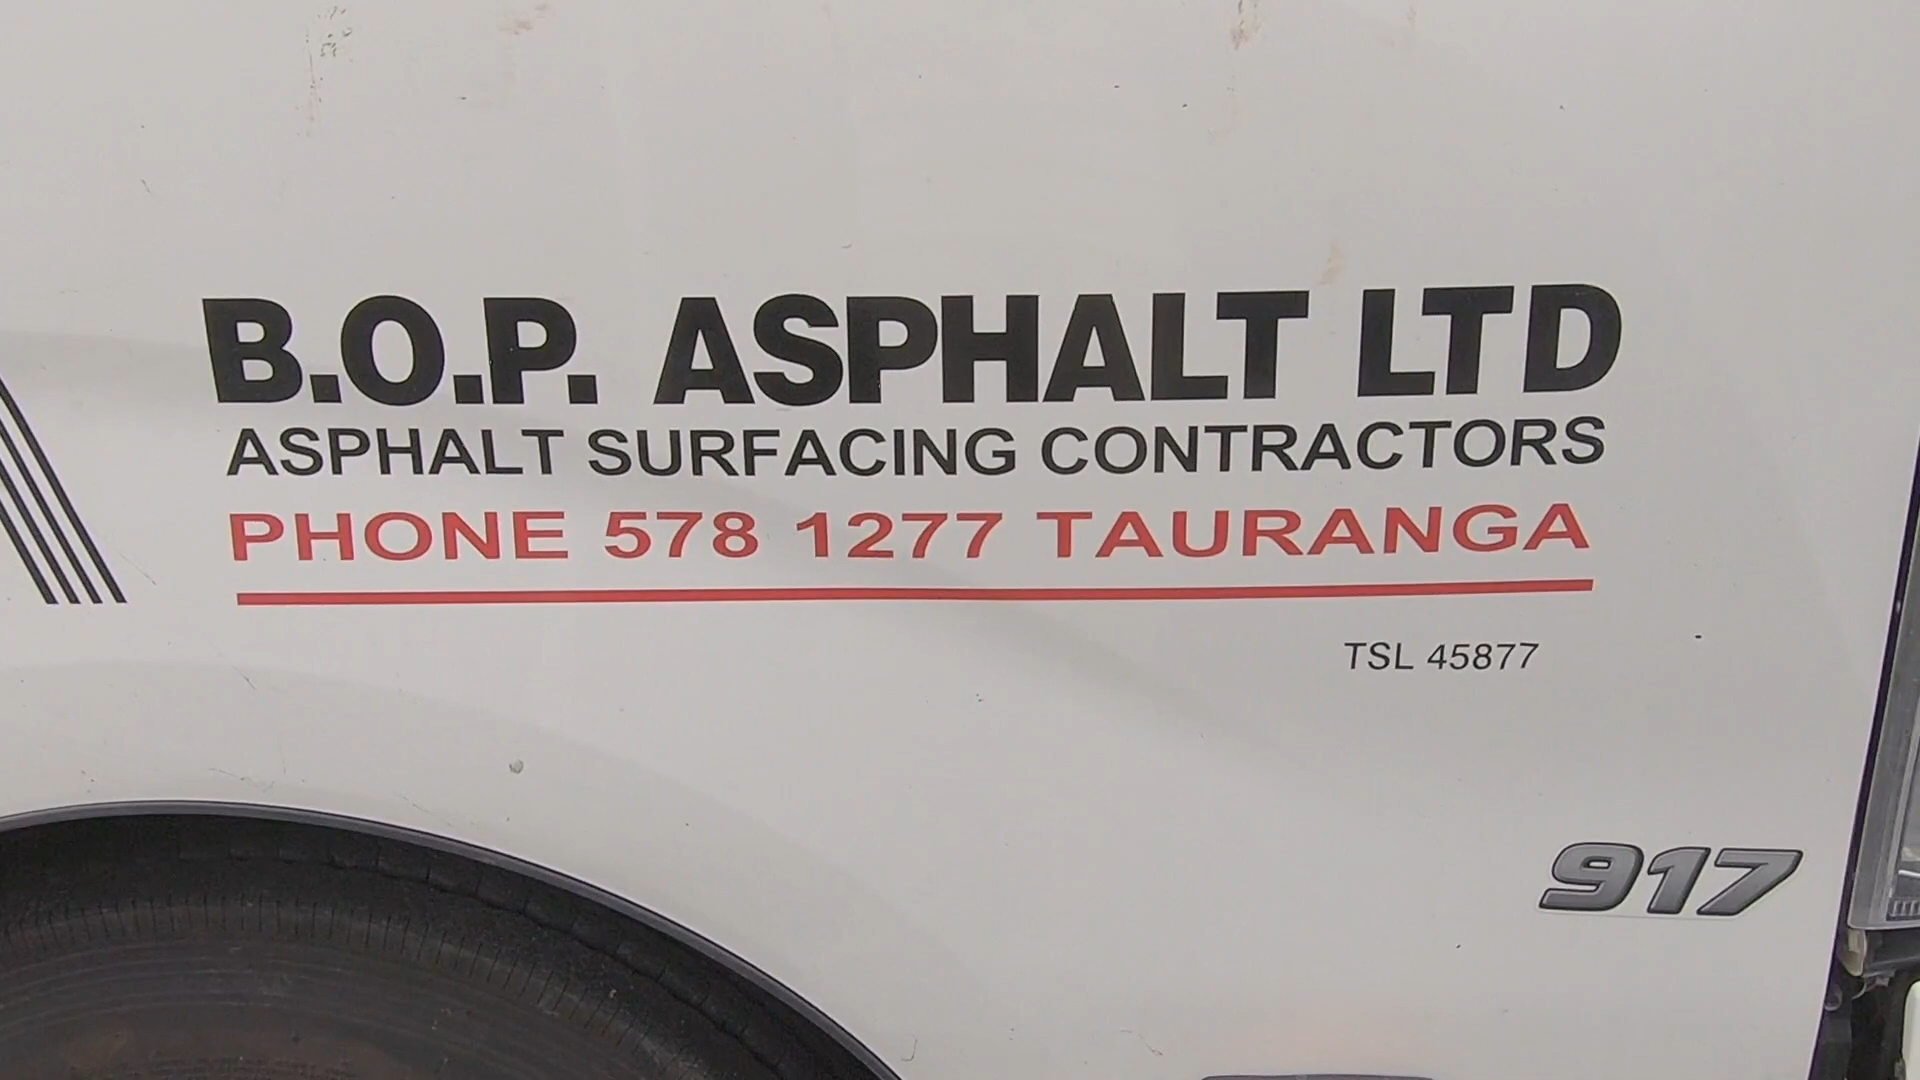 B.O.P. ASPHALT LTD
ASPHALT SURFACING CONTRACTORS
PHONE 578 1277 TAURANGA
TSL 45877
917